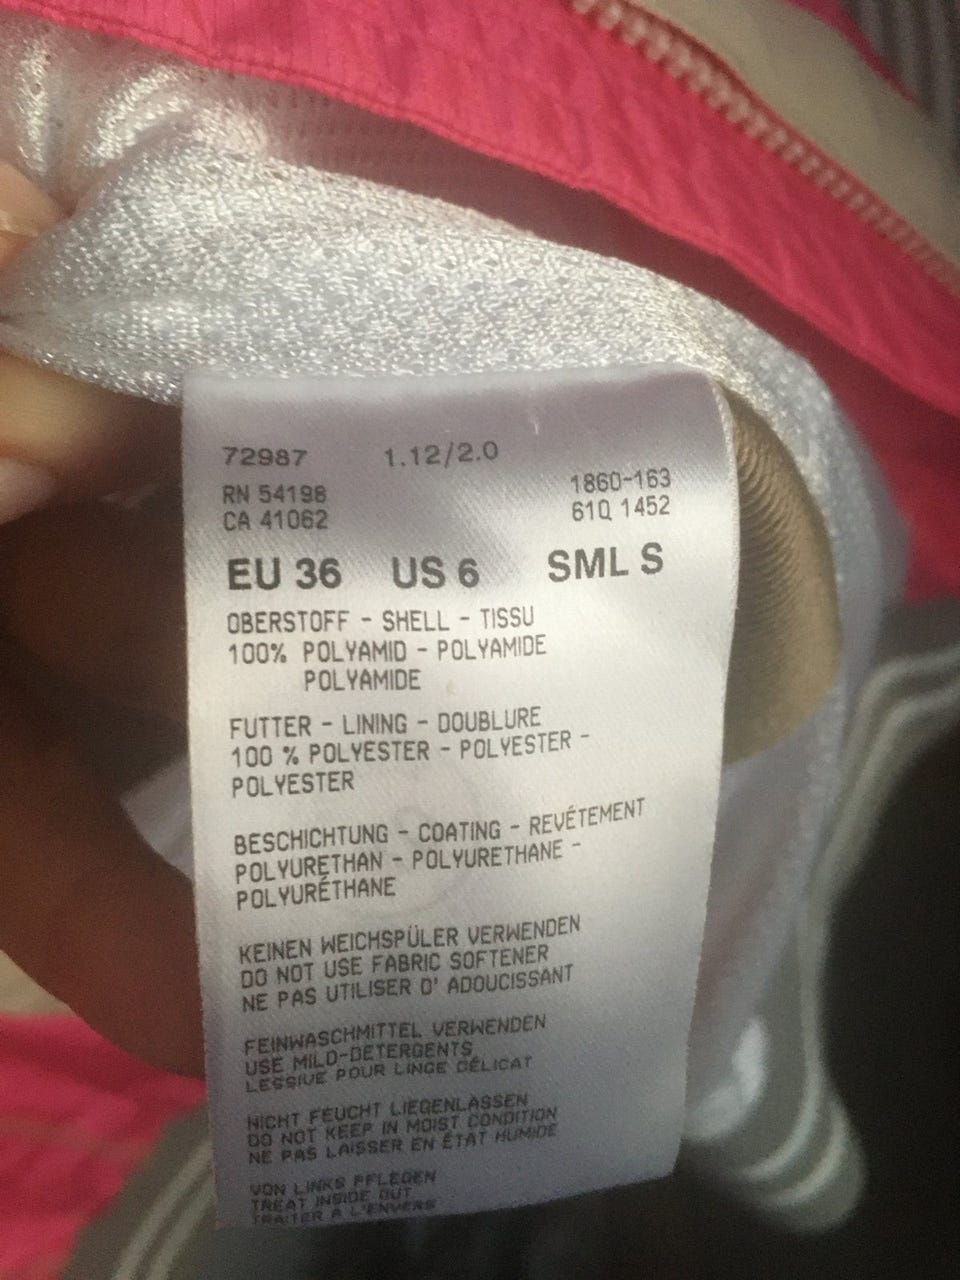 72987 1.12/2.0
RN 54198 1860-163
CA 41062 61Q 1452
EU 36 US 6 SML S
OBERSTOFF - SHELL - TISSU
100% POLYAMID - POLYAMIDE
POLYAMIDE
FUTTER - LINING - DOUBLURE
100 % POLYESTER - POLYESTER -
POLYESTER
BESCHICHTUNG - COATING - REVÉTEMENT
POLYURETHAN - POLYURETHANE -
POLYURÉTHANE
KEINEN WEICHSPÜLER VERWENDEN
DO NOT USE FABRIC SOFTENER
NE PAS UTILISER D' ADOUCISSANT
FEINWASCHMITTEL VERWENDEN
USE MILD-DETERGENTS
LESSIVE POUR LINGE DÉLICAT
NICHT FEUCHT LIEGENLASSEN
DO NOT KEEP IN MOIST CONDITION
NE PAS LAISSER EN ÉTAT HUMIDE
VON LINKS PFLEGEN
TREAT INSIDE OUT
TRAITER A L'ENVERS